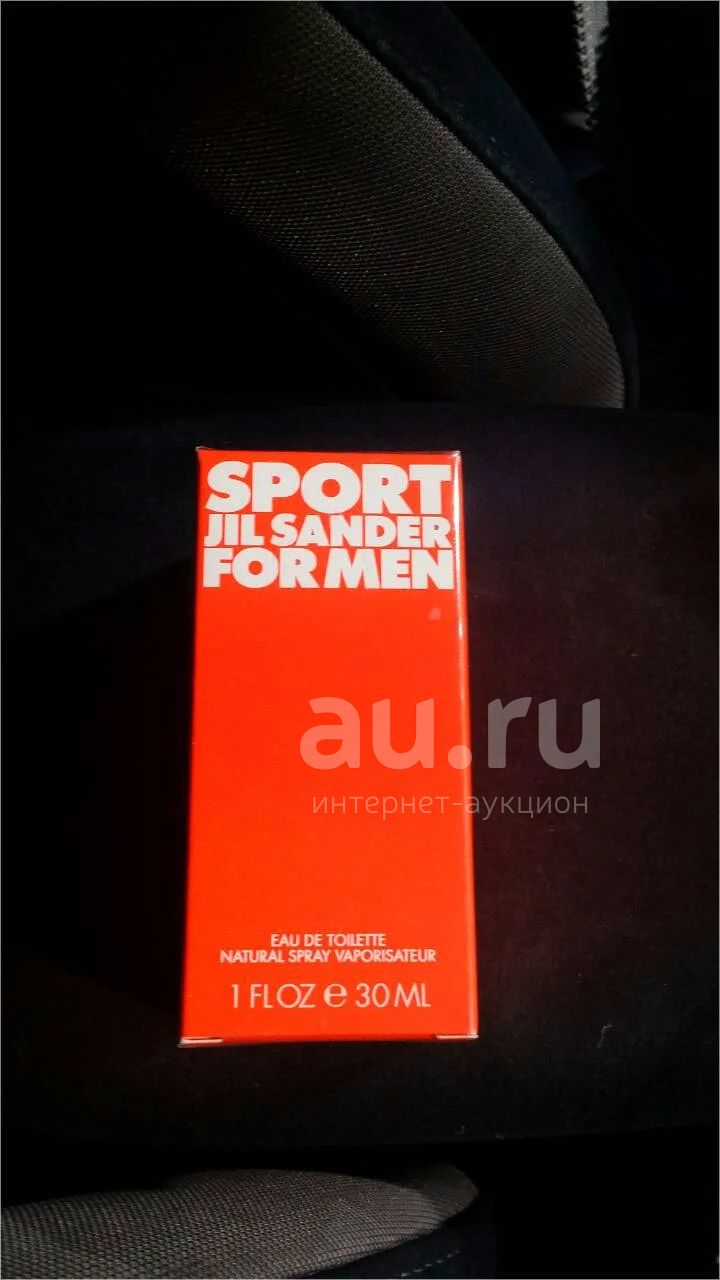 SPORT
JIL SANDER
FOR MEN
au.ru
интернет-аукцион
EAU DE TOILETTE
NATURAL SPRAY VAPORISATEUR
1 FL OZ e 30 ML